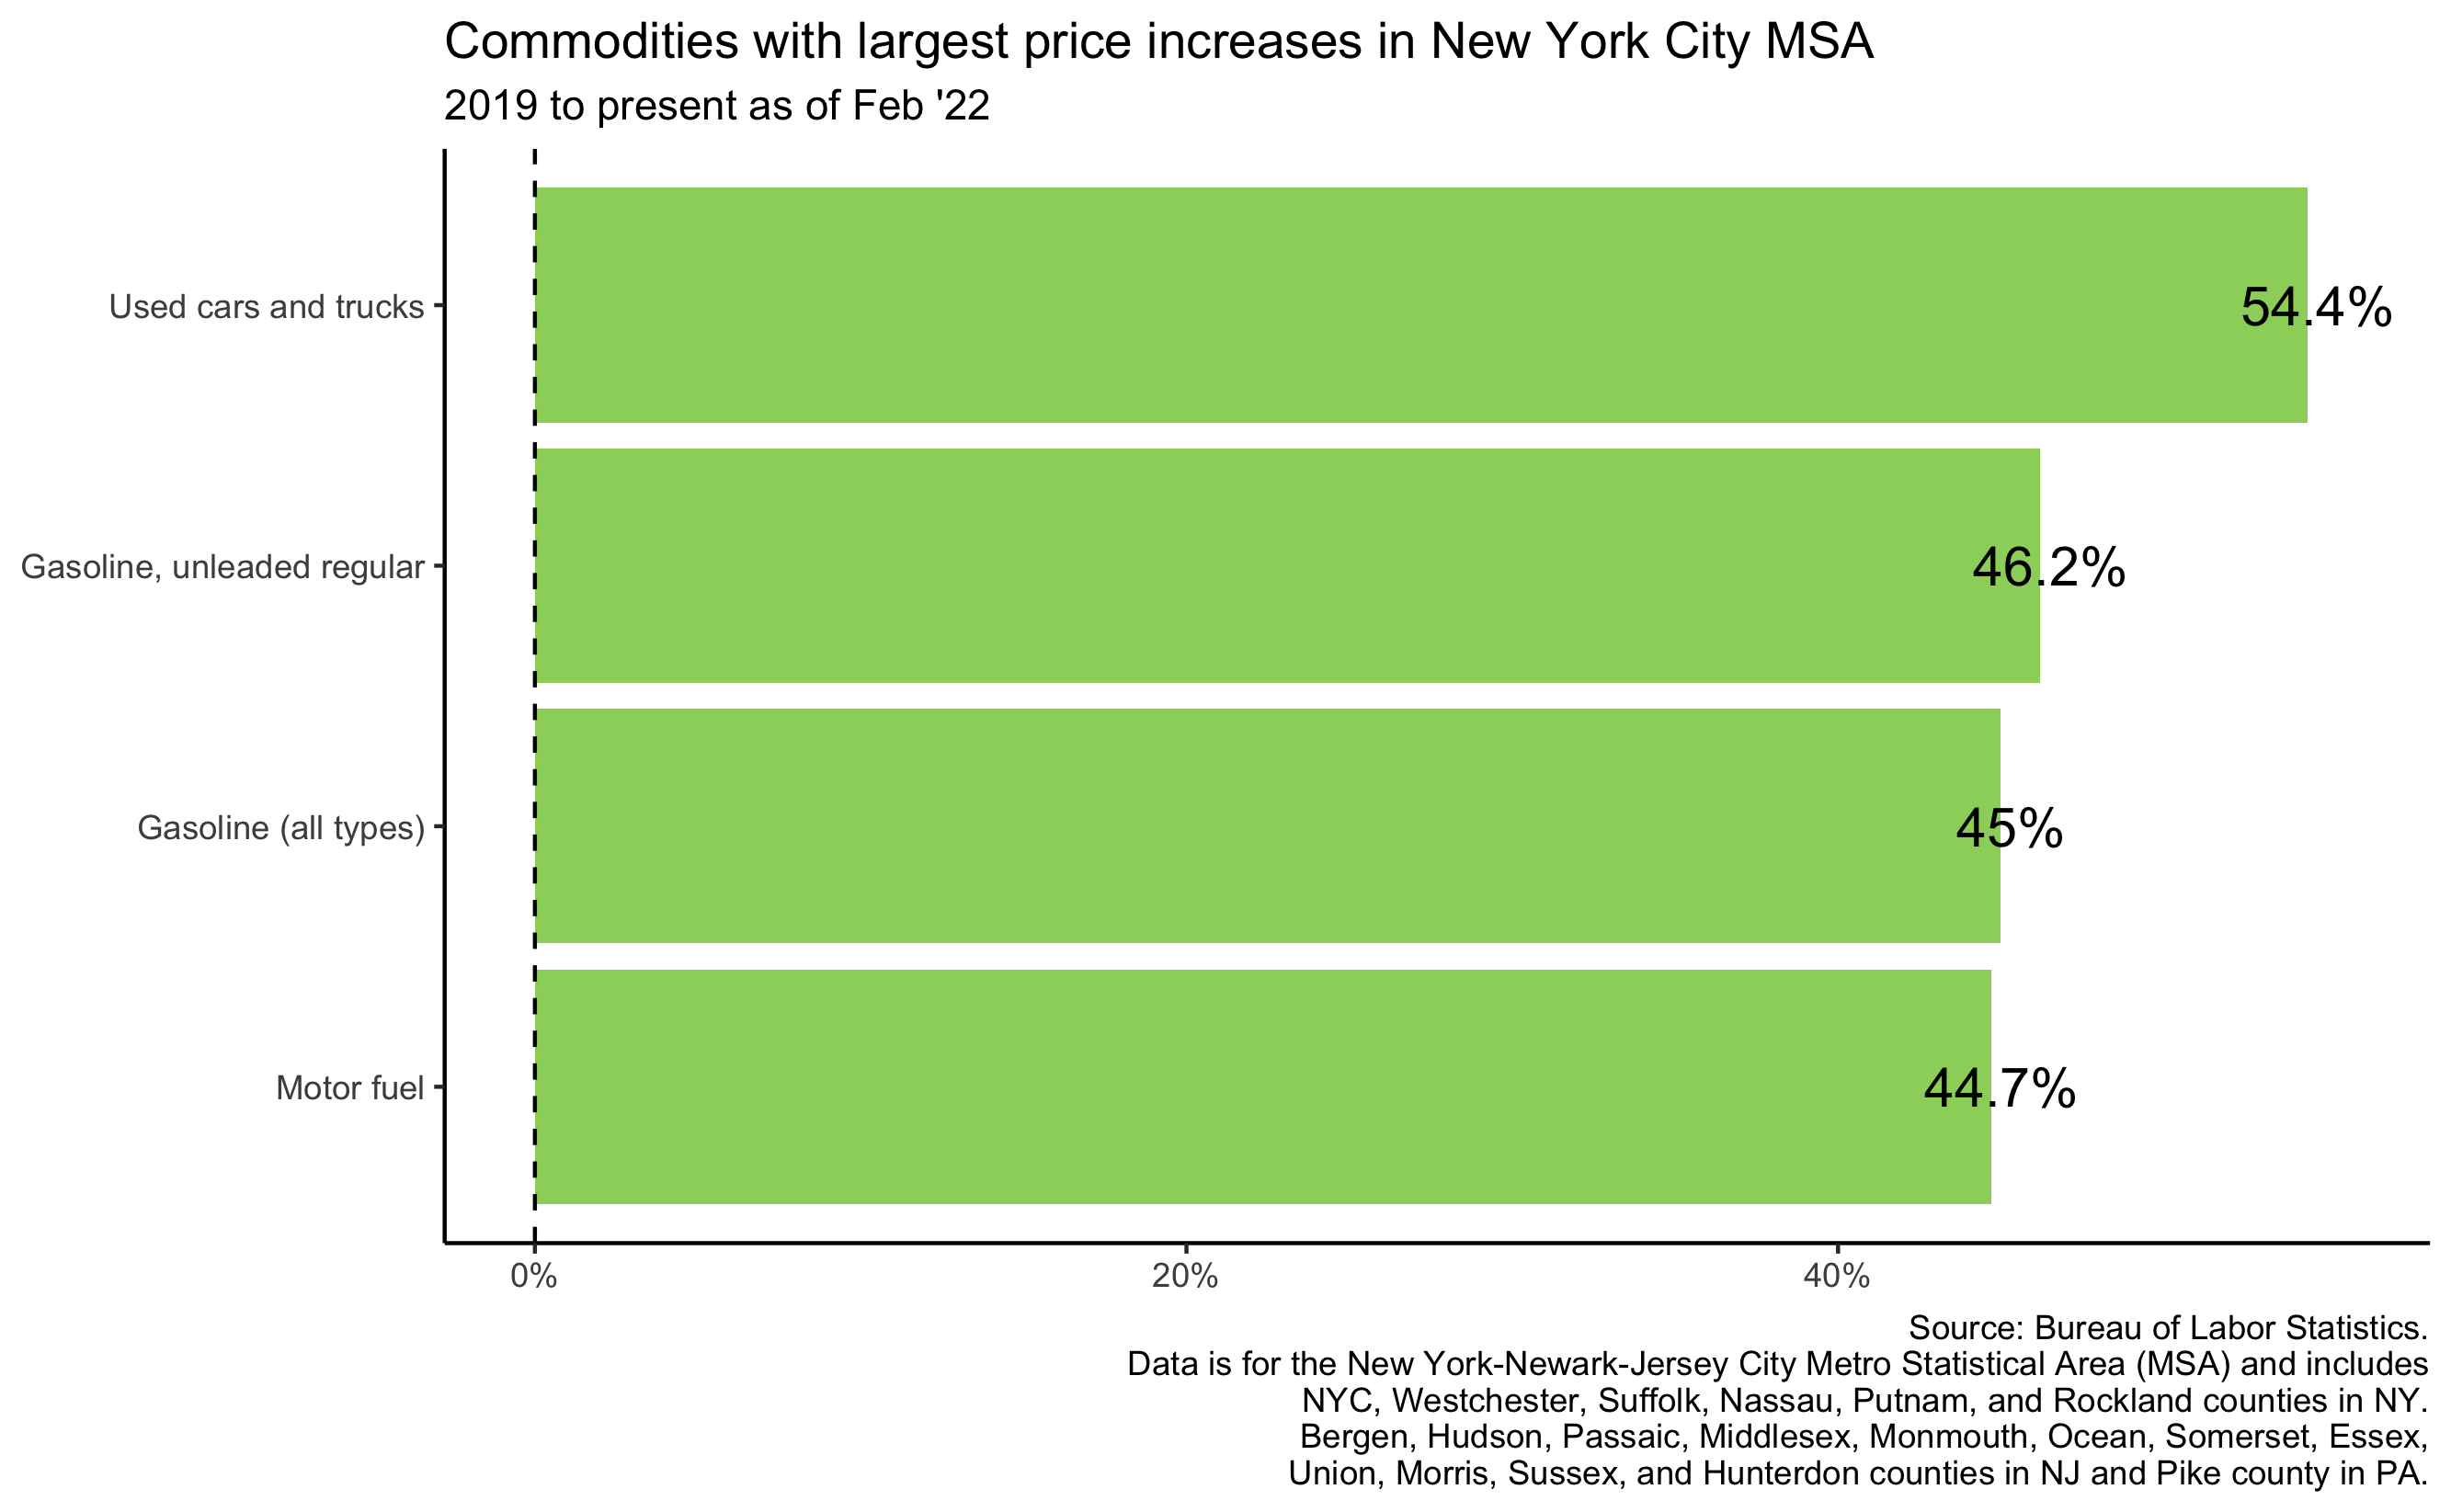 Commodities with largest price increases in New York City MSA
2019 to present as of Feb '22
Used cars and trucks
54.4%
Gasoline, unleaded regular
46.2%
Gasoline (all types)
45%
Motor fuel
44.7%
0%
20%
40%
Source: Bureau of Labor Statistics.
Data is for the New York-Newark-Jersey City Metro Statistical Area (MSA) and includes
NYC, Westchester, Suffolk, Nassau, Putnam, and Rockland counties in NY.
Bergen, Hudson, Passaic, Middlesex, Monmouth, Ocean, Somerset, Essex,
Union, Morris, Sussex, and Hunterdon counties in NJ and Pike county in PA.